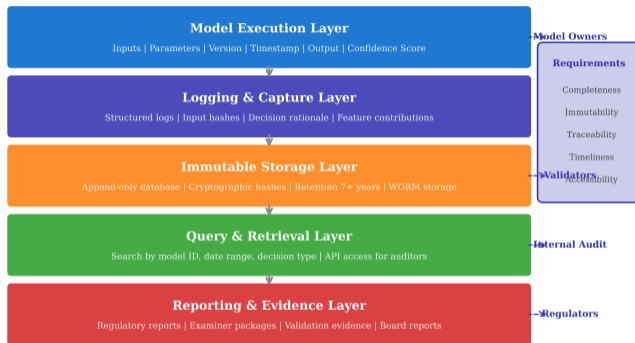 Model Execution Layer
Inputs | Parameters | Version | Timestamp | Output | Confidence Score
Model Owners
Requirements
Completeness
Immutability
Traceability
Timeliness
Accessibility
Logging & Capture Layer
Structured logs | Input hashes | Decision rationale | Feature contributions
Immutable Storage Layer
Append-only database | Cryptographic hashes | Retention 7+ years | WORM storage
Validators
Query & Retrieval Layer
Search by model ID, date range, decision type | API access for auditors
Internal Audit
Reporting & Evidence Layer
Regulatory reports | Examiner packages | Validation evidence | Board reports
Regulators